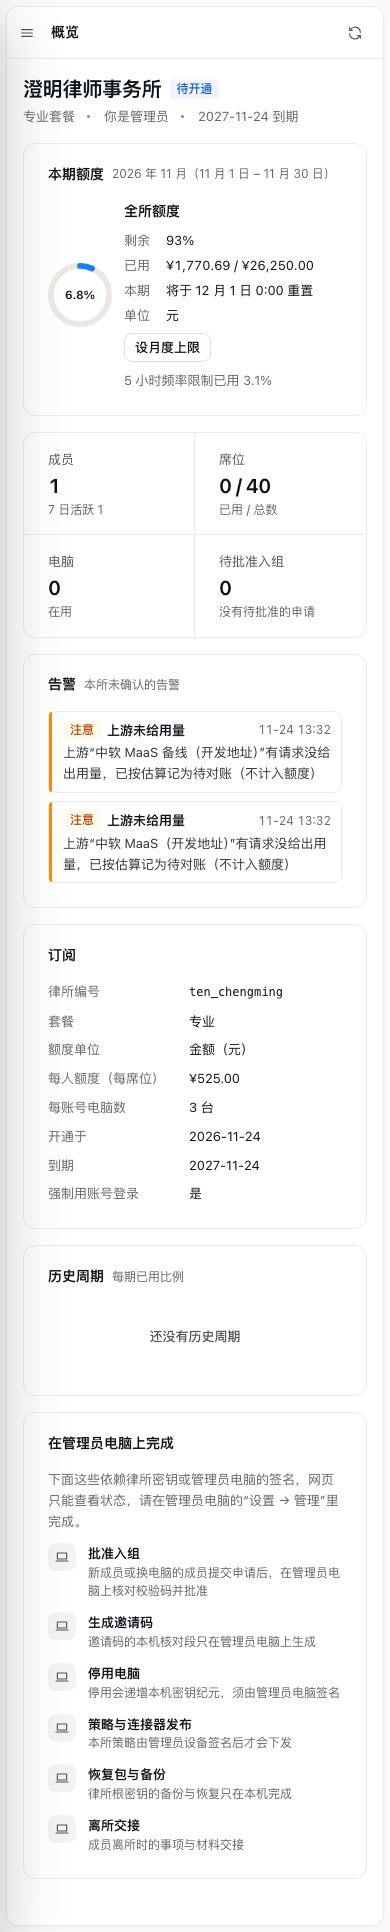 概览
澄明律师事务所 待开通
专业套餐 • 你是管理员 • 2027-11-24 到期
本期额度 2026 年 11 月（11 月 1 日 – 11 月 30 日）
6.8%
全所额度
剩余 93%
已用 ¥1,770.69 / ¥26,250.00
本期 将于 12 月 1 日 0:00 重置
单位 元
设月度上限
5 小时频率限制已用 3.1%
成员
1
7 日活跃 1
席位
0 / 40
已用 / 总数
电脑
0
在用
待批准入组
0
没有待批准的申请
告警 本所未确认的告警
注意 上游未给用量 11-24 13:32
上游“中软 MaaS 备线（开发地址）”有请求没给
出用量，已按估算记为待对账（不计入额度）
注意 上游未给用量 11-24 13:32
上游“中软 MaaS（开发地址）”有请求没给出用
量，已按估算记为待对账（不计入额度）
订阅
律所编号 ten_chengming
套餐 专业
额度单位 金额（元）
每人额度（每席位） ¥525.00
每账号电脑数 3 台
开通于 2026-11-24
到期 2027-11-24
强制用账号登录 是
历史周期 每期已用比例
还没有历史周期
在管理员电脑上完成
下面这些依赖律所密钥或管理员电脑的签名，网页
只能查看状态，请在管理员电脑的“设置 → 管理”里
完成。
批准入组
新成员或换电脑的成员提交申请后，在管理员电
脑上核对校验码并批准
生成邀请码
邀请码的本机核对段只在管理员电脑上生成
停用电脑
停用会递增本机密钥纪元，须由管理员电脑签名
策略与连接器发布
本所策略由管理员设备签名后才会下发
恢复包与备份
律所根密钥的备份与恢复只在本机完成
离所交接
成员离所时的事项与材料交接